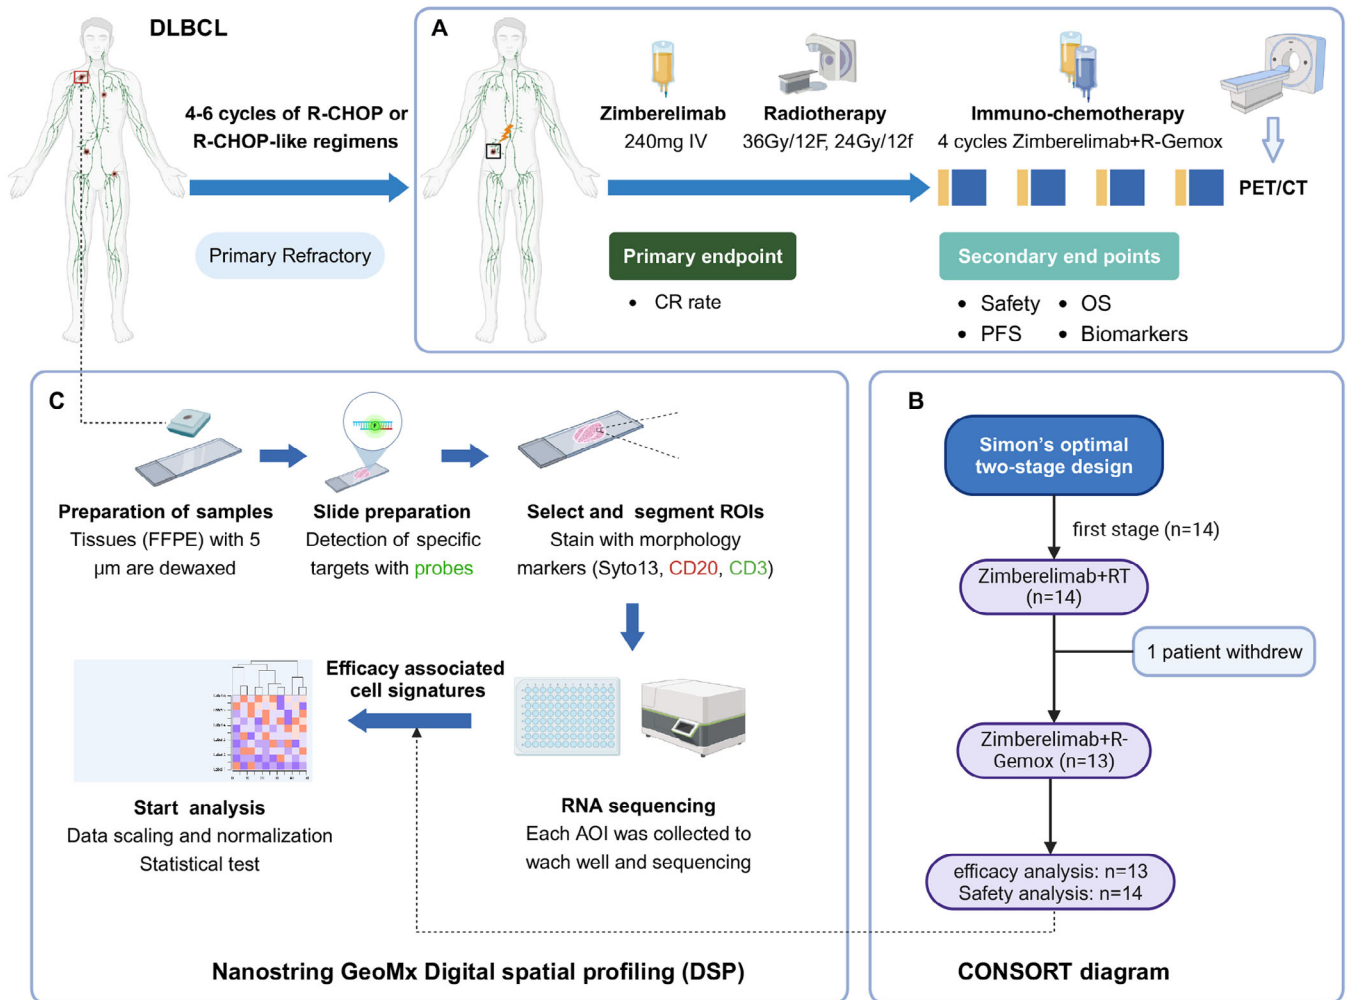 DLBCL
4-6 cycles of R-CHOP or
R-CHOP-like regimens
Primary Refractory
A
Zimberelimab
240mg IV
Radiotherapy
36Gy/12F, 24Gy/12f
Immuno-chemotherapy
4 cycles Zimberelimab+R-Gemox
PET/CT
Primary endpoint
• CR rate
Secondary end points
• Safety • OS
• PFS • Biomarkers
C
Preparation of samples
Tissues (FFPE) with 5
µm are dewaxed
Slide preparation
Detection of specific
targets with probes
Select and segment ROIs
Stain with morphology
markers (Syto13, CD20, CD3)
Efficacy associated
cell signatures
Start analysis
Data scaling and normalization
Statistical test
RNA sequencing
Each AOI was collected to
wach well and sequencing
Nanostring GeoMx Digital spatial profiling (DSP)
B
Simon's optimal
two-stage design
first stage (n=14)
Zimberelimab+RT
(n=14)
1 patient withdrew
Zimberelimab+R-
Gemox (n=13)
efficacy analysis: n=13
Safety analysis: n=14
CONSORT diagram